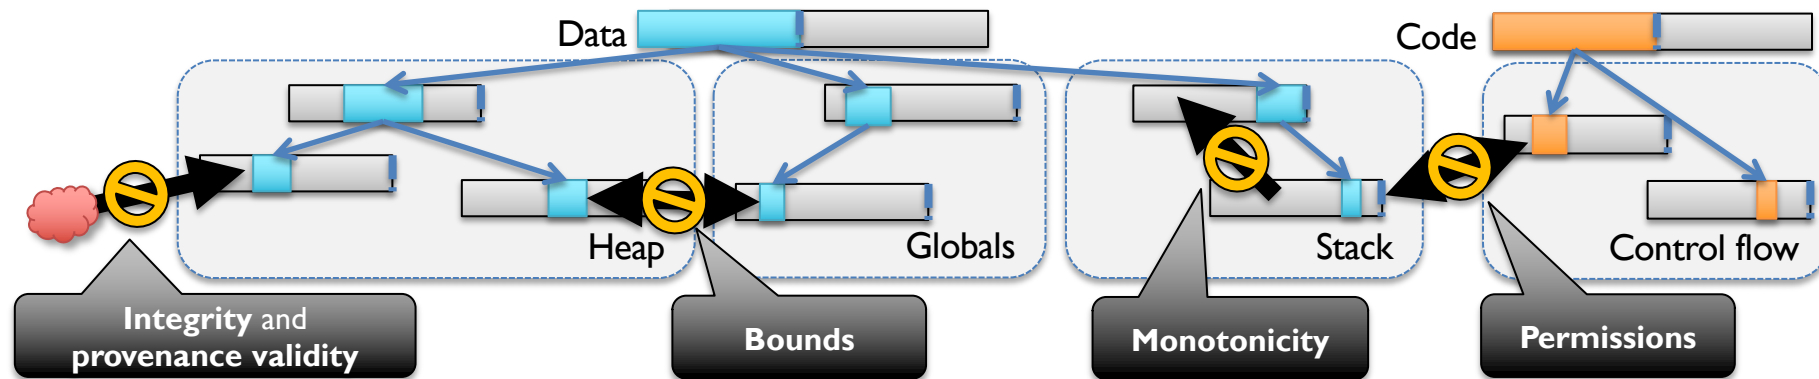 Data
Code
Heap
Globals
Stack
Control flow
Integrity and
provenance validity
Bounds
Monotonicity
Permissions